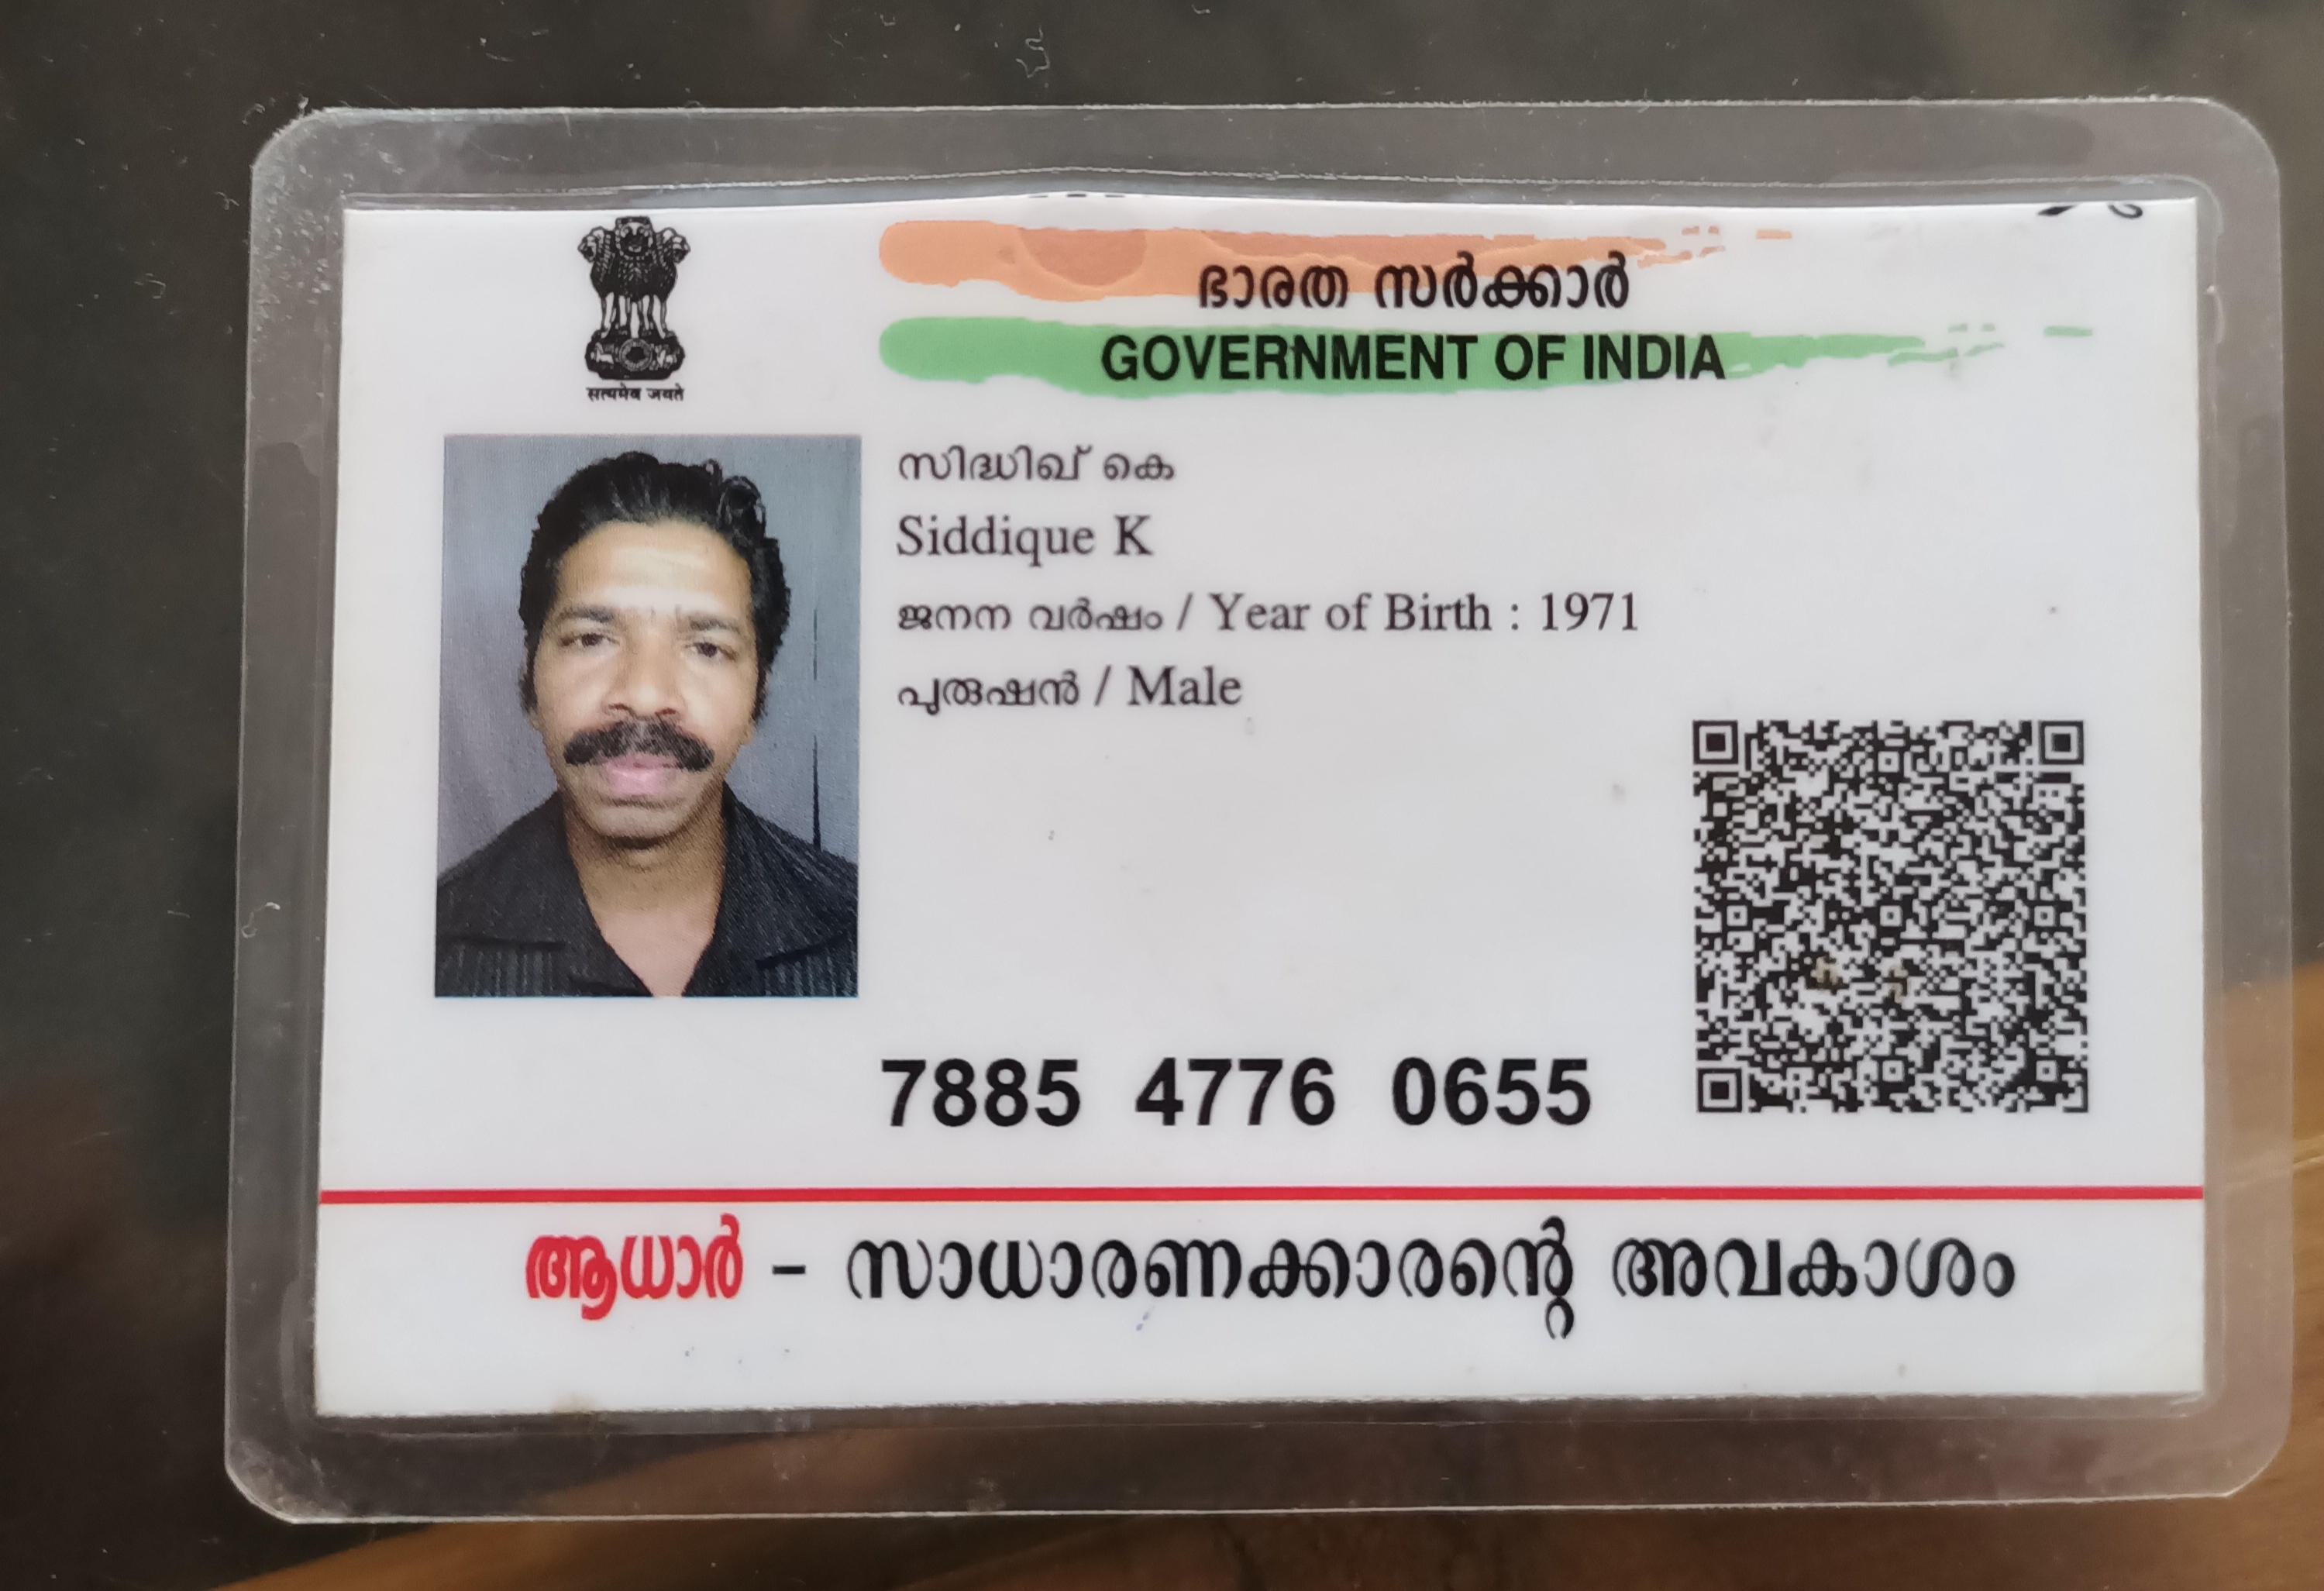 सत्यमेव जयते
ഭാരത സർക്കാർ
GOVERNMENT OF INDIA
സിദ്ധിഖ് കെ
Siddique K
ജനന വർഷം / Year of Birth : 1971
പുരുഷൻ / Male
7885 4776 0655
ആധാർ – സാധാരണക്കാരന്റെ അവകാശം